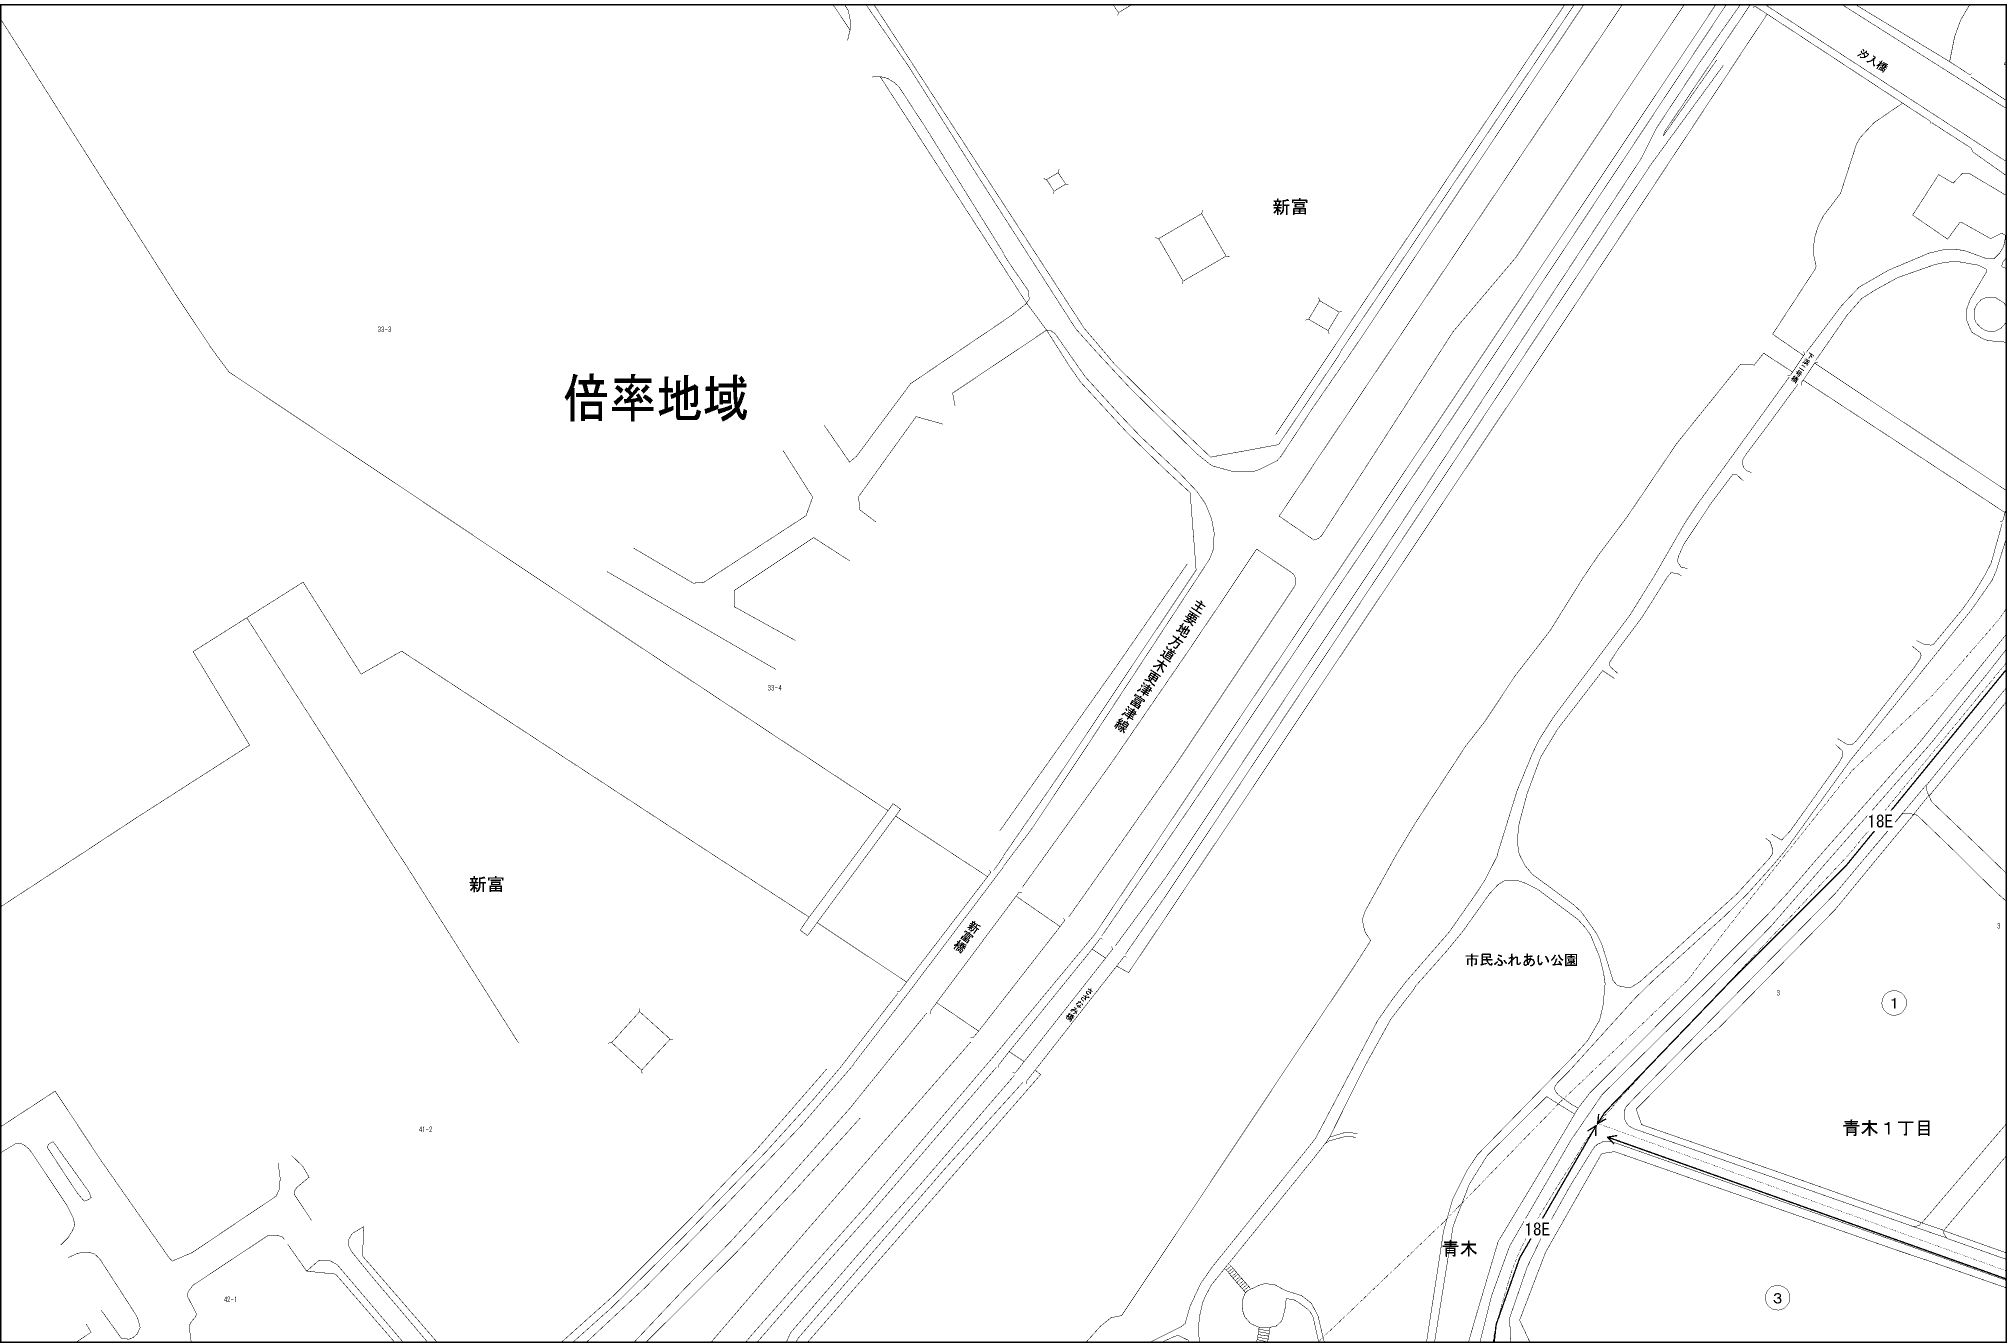 汐入橋
新富
33-3
倍率地域
主要地方道木更津富津線
33-4
18E
新富
3
新富橋
市民ふれあい公園
3
1
41-2
青木１丁目
18E
青木
42-1
3